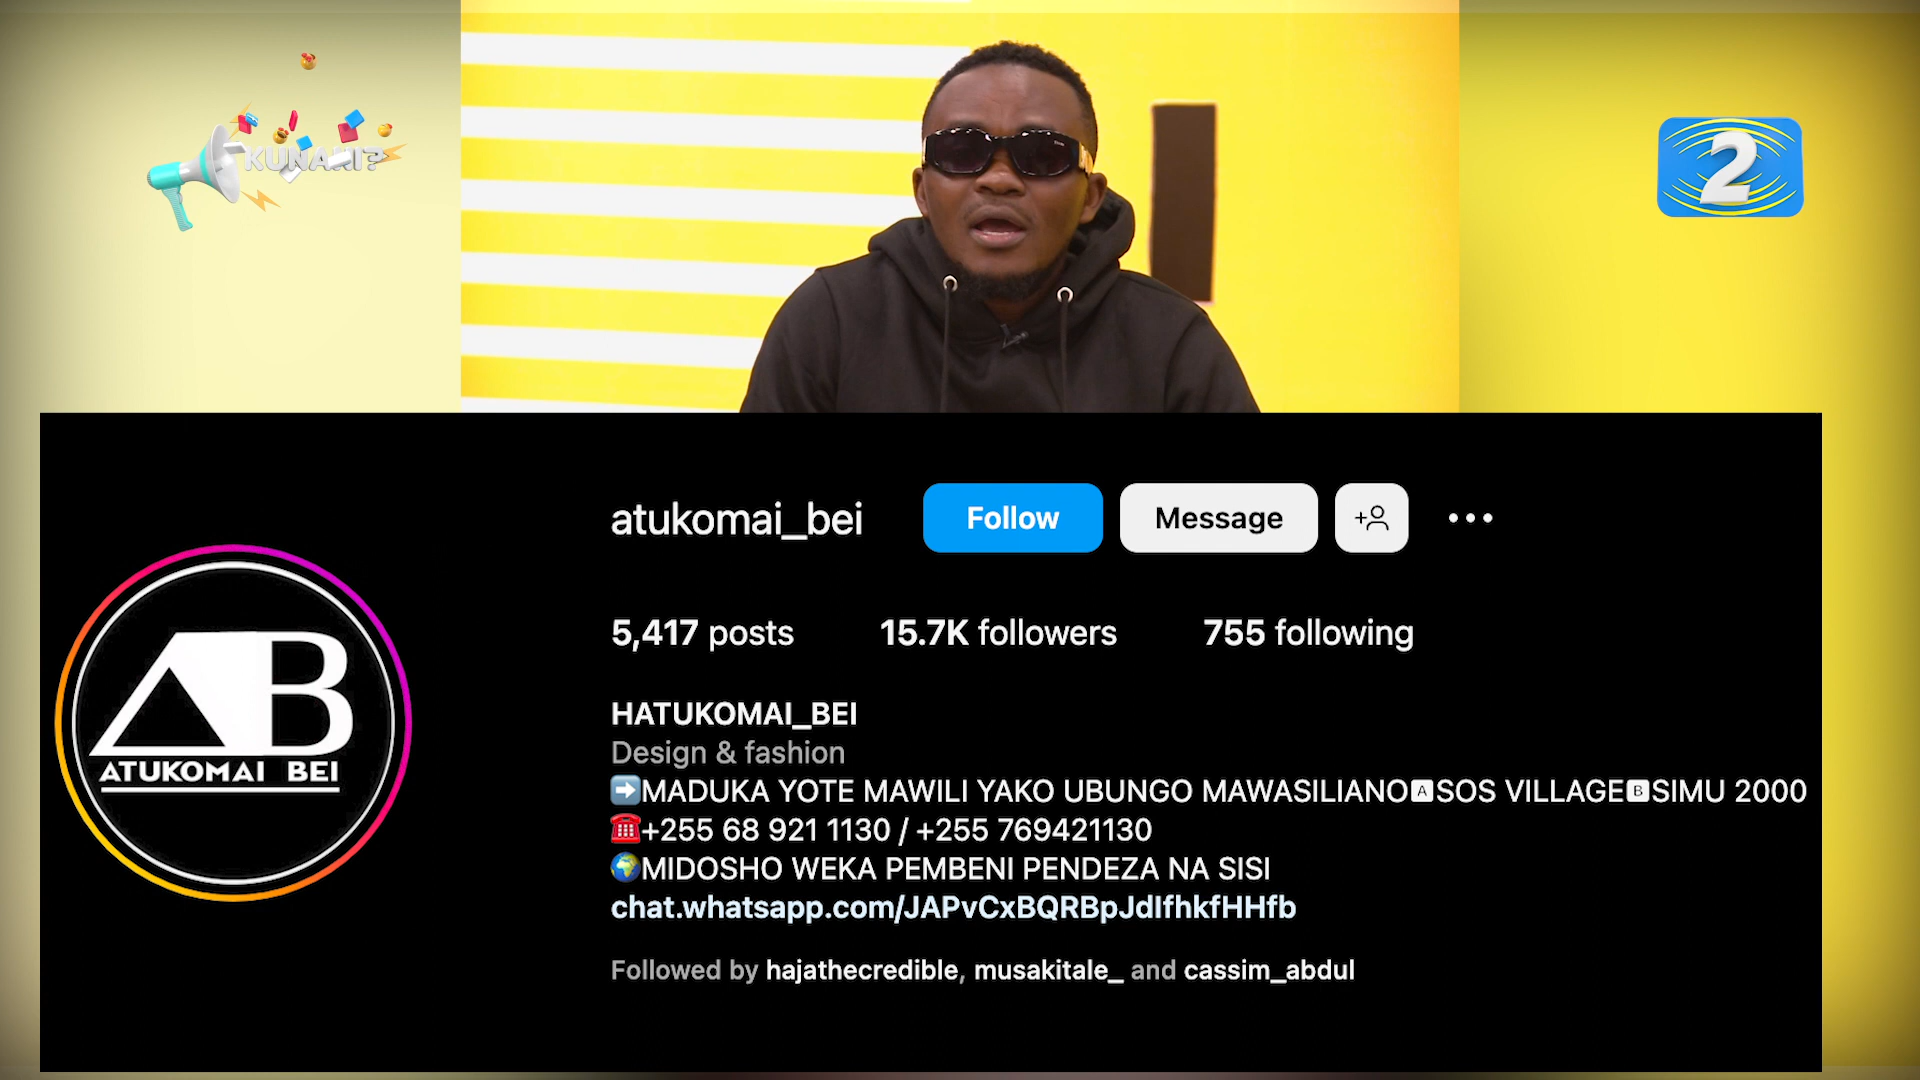 KUNANI?
2
atukomai_bei Follow Message
5,417 posts 15.7K followers 755 following
HATUKOMAI_BEI
Design & fashion
➡️MADUKA YOTE MAWILI YAKO UBUNGO MAWASILIANO🅰SOS VILLAGE🅱SIMU 2000
☎️+255 68 921 1130 / +255 769421130
🌍MIDOSHO WEKA PEMBENI PENDEZA NA SISI
chat.whatsapp.com/JAPvCxBQRBpJdIfhkfHHfb
Followed by hajathecredible, musakitale_ and cassim_abdul
AB
ATUKOMAI BEI